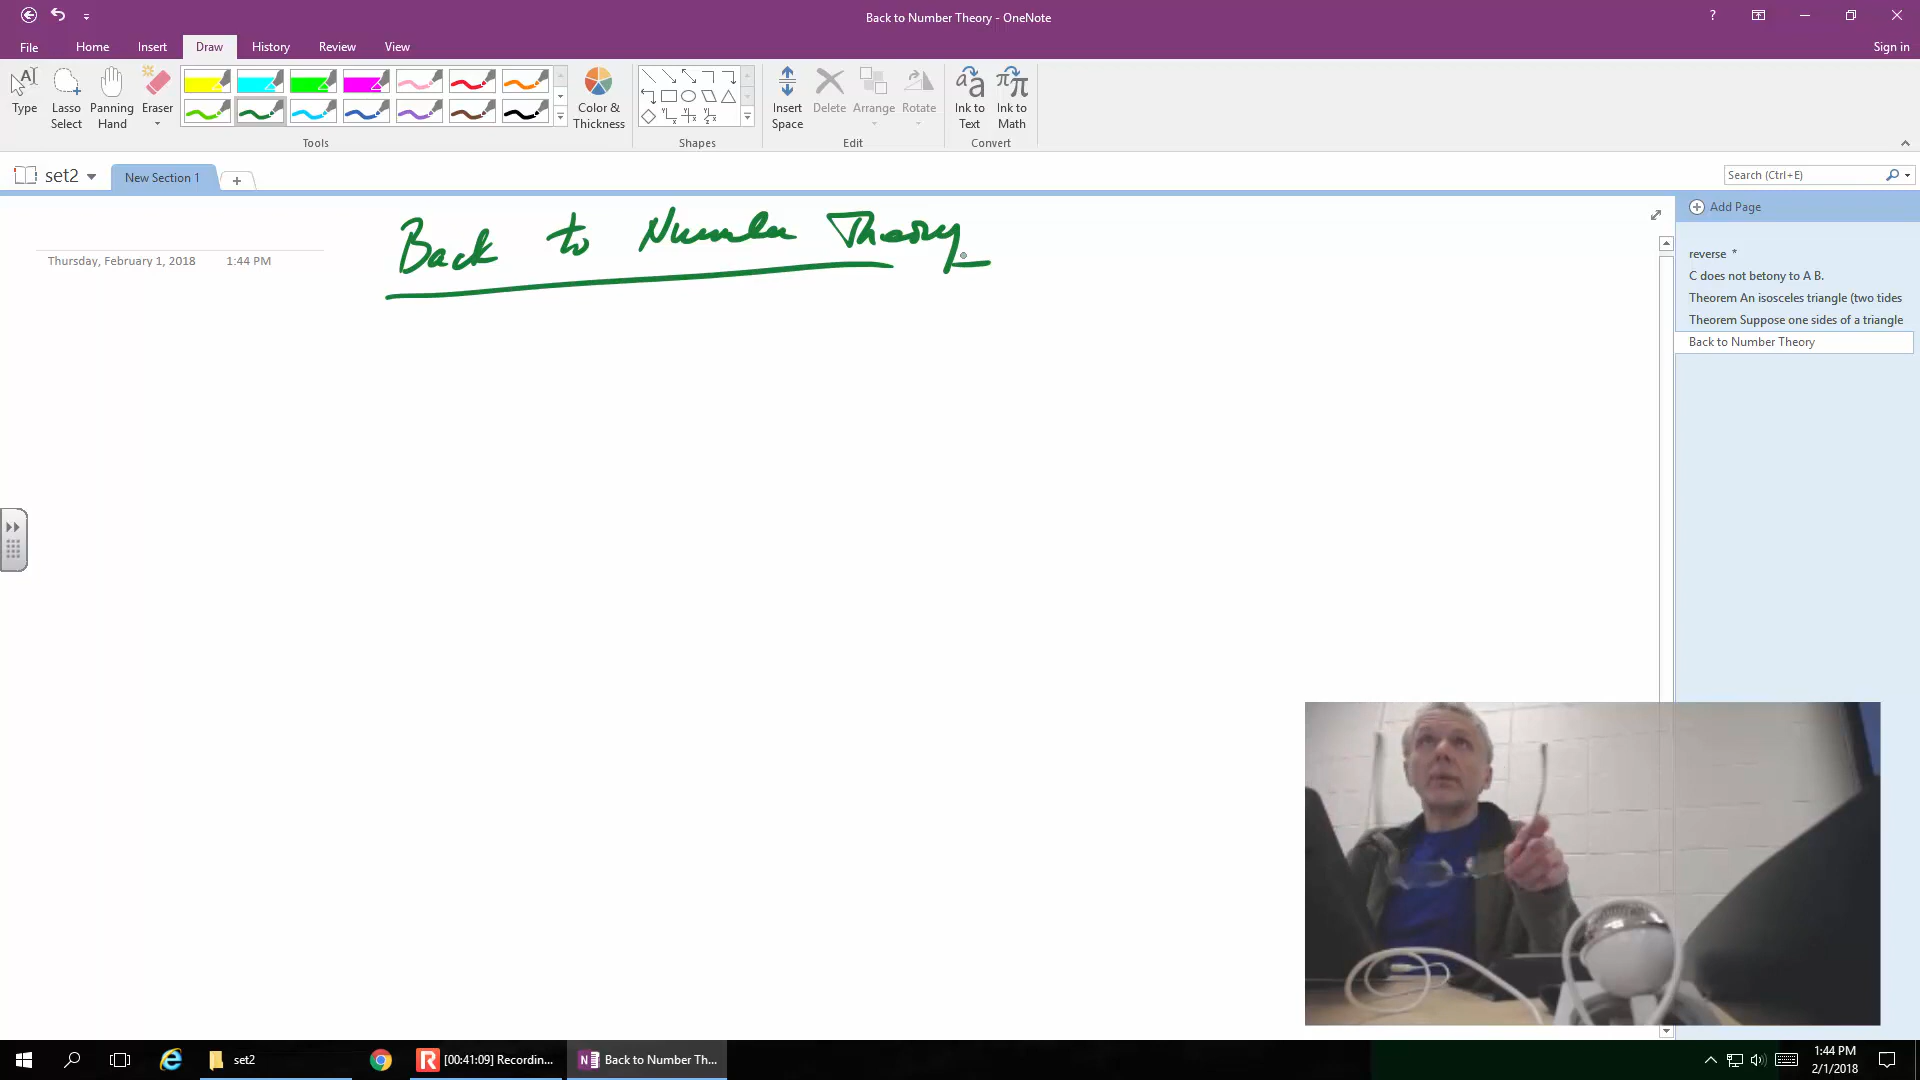 Back to Number Theory - OneNote
?
File
Home
Insert
Draw
History
Review
View
Sign in
Type
Lasso Select
Panning Hand
Eraser
Color & Thickness
Insert Space
Delete
Arrange
Rotate
Ink to Text
Ink to Math
Tools
Shapes
Edit
Convert
set2
New Section 1
Search (Ctrl+E)
Back to Number Theory
Thursday, February 1, 2018 1:44 PM
Add Page
reverse *
C does not betony to A B.
Theorem An isosceles triangle (two tides
Theorem Suppose one sides of a triangle
Back to Number Theory
set2
[00:41:09] Recordin...
Back to Number Th...
1:44 PM
2/1/2018